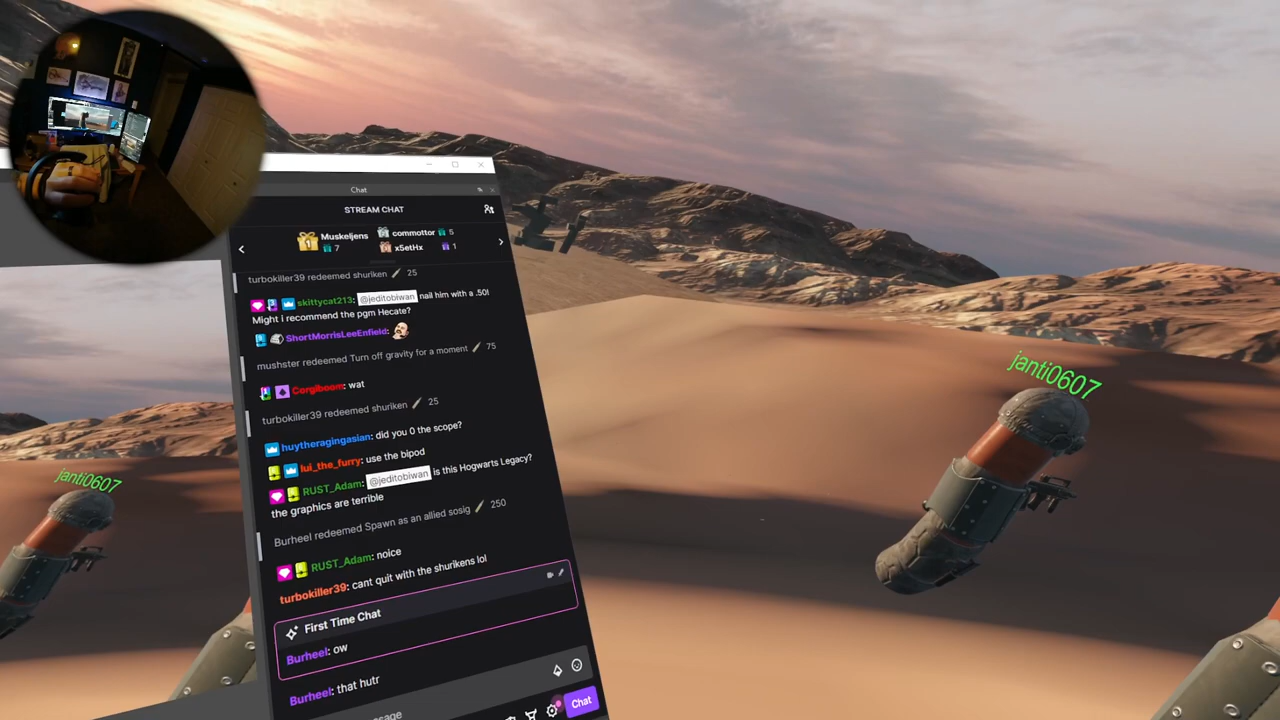 Chat
STREAM CHAT
Muskeljens 7
commottor 5
x5etHx 1
turbokiller39 redeemed shuriken 25
skittycat213: @jeditobiwan nail him with a .50!
Might i recommend the pgm Hecate?
ShortMorrisLeeEnfield:
mushster redeemed Turn off gravity for a moment 75
Corgiboom: wat
turbokiller39 redeemed shuriken 25
huytheragingasian: did you 0 the scope?
lui_the_furry: use the bipod
RUST_Adam: @jeditobiwan is this Hogwarts Legacy?
the graphics are terrible
Burheel redeemed Spawn as an allied sosig 250
RUST_Adam: noice
turbokiller39: cant quit with the shurikens lol
First Time Chat
Burheel: ow
Burheel: that hutr
Chat
janti0607
janti0607